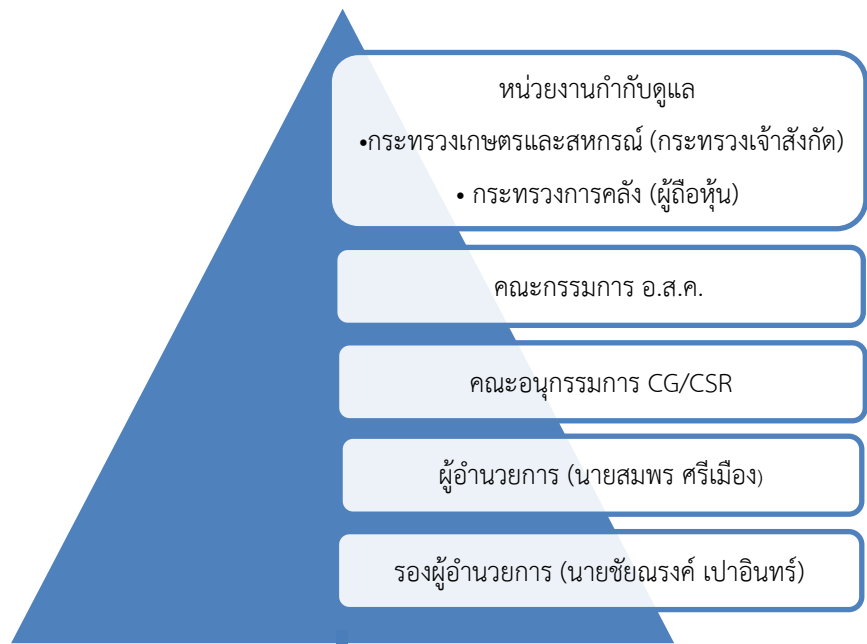 หน่วยงานกำกับดูแล
•กระทรวงเกษตรและสหกรณ์ (กระทรวงเจ้าสังกัด)
• กระทรวงการคลัง (ผู้ถือหุ้น)
คณะกรรมการ อ.ส.ค.
คณะอนุกรรมการ CG/CSR
ผู้อำนวยการ (นายสมพร ศรีเมือง)
รองผู้อำนวยการ (นายชัยณรงค์ เปาอินทร์)